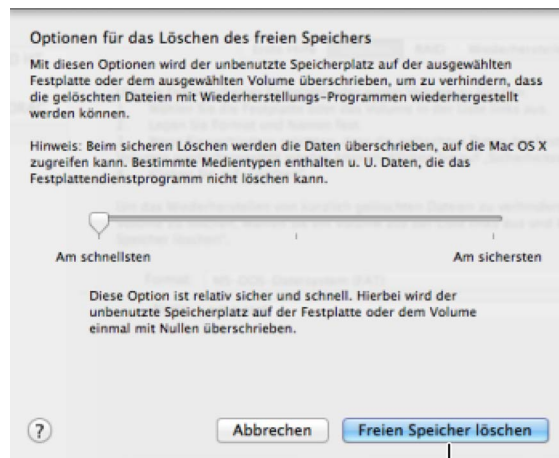 Optionen für das Löschen des freien Speichers
Mit diesen Optionen wird der unbenutzte Speicherplatz auf der ausgewählten
Festplatte oder dem ausgewählten Volume überschrieben, um zu verhindern, dass
die gelöschten Dateien mit Wiederherstellungs-Programmen wiederhergestellt
werden können.
Hinweis: Beim sicheren Löschen werden die Daten überschrieben, auf die Mac OS X
zugreifen kann. Bestimmte Medientypen enthalten u. U. Daten, die das
Festplattendienstprogramm nicht löschen kann.
Am schnellsten Am sichersten
Diese Option ist relativ sicher und schnell. Hierbei wird der
unbenutzte Speicherplatz auf der Festplatte oder dem Volume
einmal mit Nullen überschrieben.
? Abbrechen Freien Speicher löschen